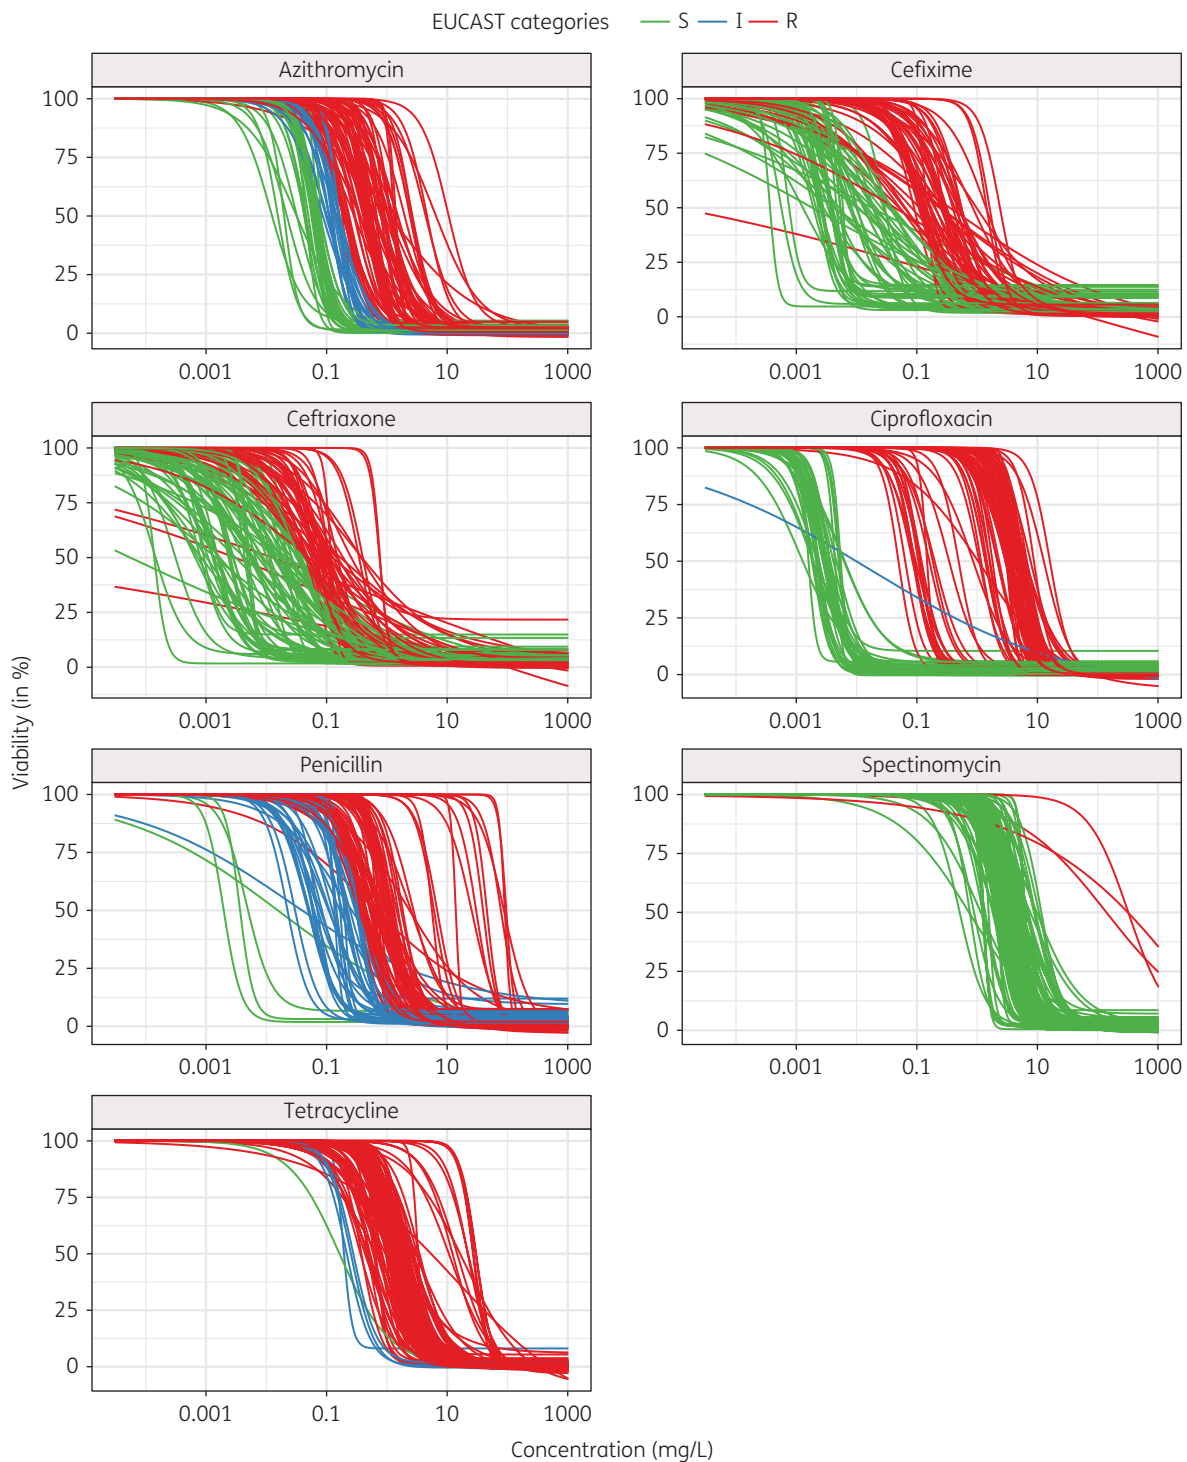 EUCAST categories S I R
Azithromycin
100
75
50
25
0
0.001 0.1 10 1000
Cefixime
100
75
50
25
0
0.001 0.1 10 1000
Ceftriaxone
100
75
50
25
0
0.001 0.1 10 1000
Ciprofloxacin
100
75
50
25
0
0.001 0.1 10 1000
Viability (in %)
Penicillin
100
75
50
25
0
0.001 0.1 10 1000
Spectinomycin
100
75
50
25
0
0.001 0.1 10 1000
Tetracycline
100
75
50
25
0
0.001 0.1 10 1000
Concentration (mg/L)